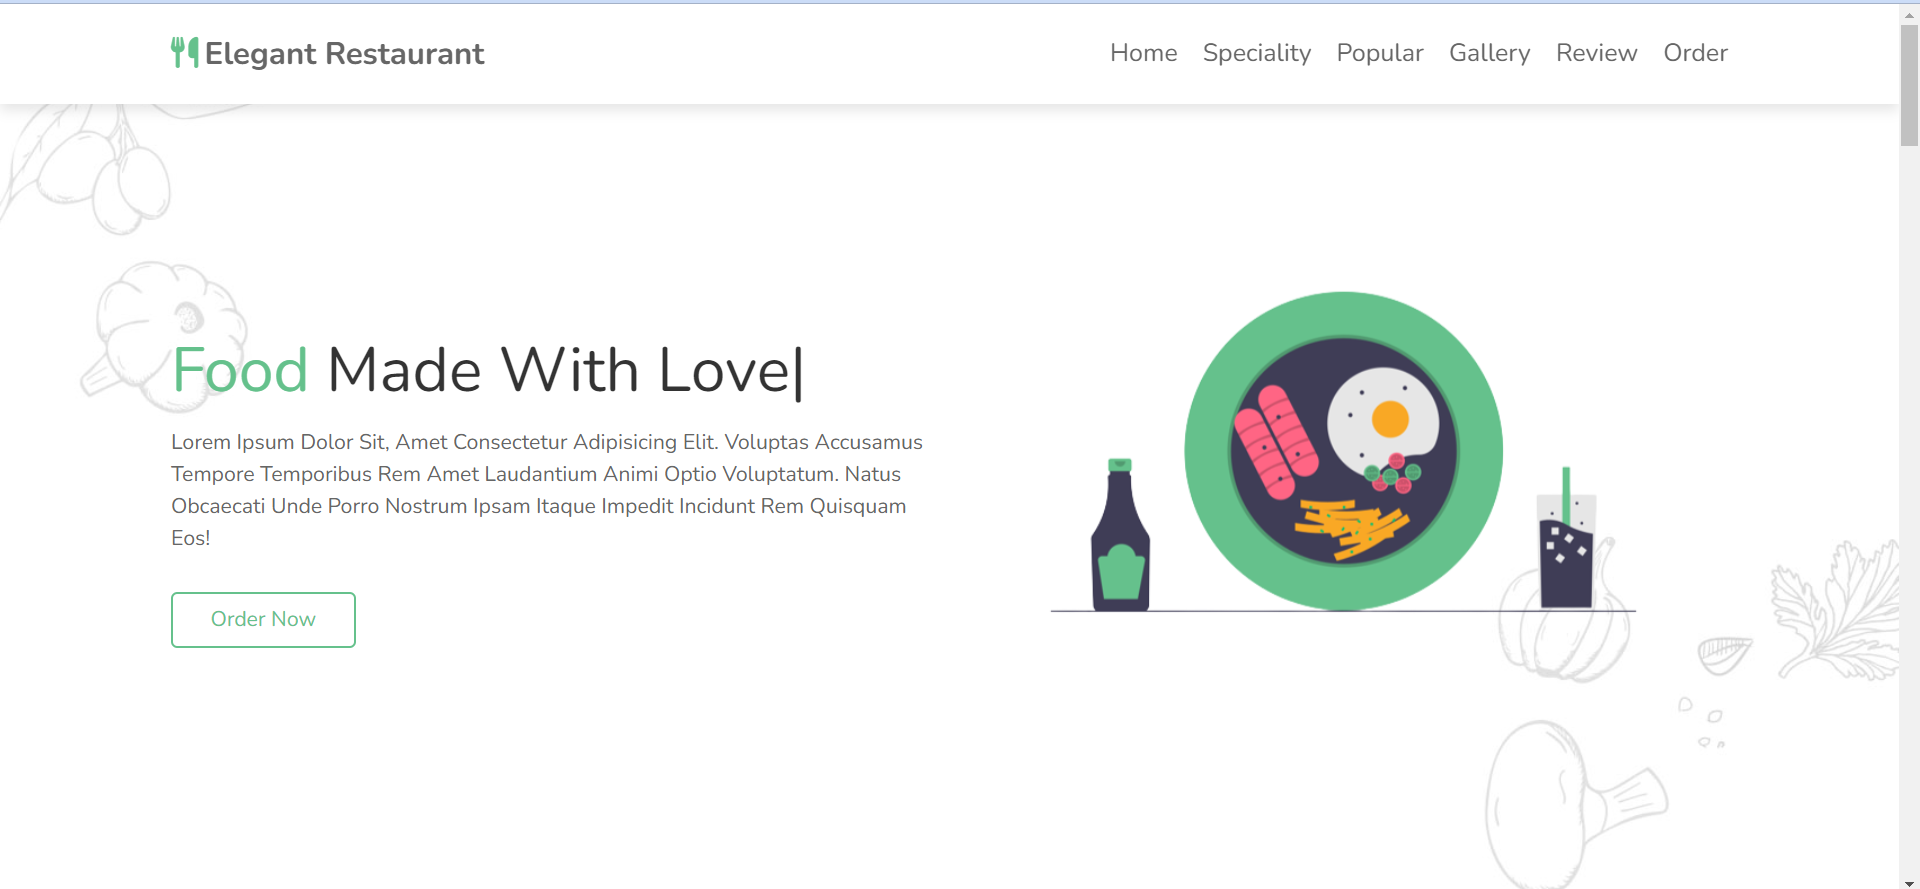 Elegant Restaurant
Home Speciality Popular Gallery Review Order
Food Made With Love|
Lorem Ipsum Dolor Sit, Amet Consectetur Adipisicing Elit. Voluptas Accusamus
Tempore Temporibus Rem Amet Laudantium Animi Optio Voluptatum. Natus
Obcaecati Unde Porro Nostrum Ipsam Itaque Impedit Incidunt Rem Quisquam
Eos!
Order Now